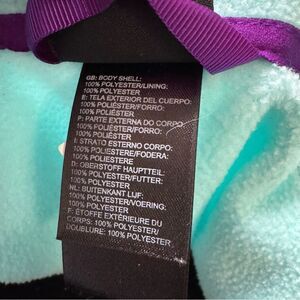 GB: BODY SHELL:
100% POLYESTER/LINING:
100% POLYESTER
E: TELA EXTERIOR DEL CUERPO:
100% POLIÉSTER/FORRO:
100% POLIÉSTER
P: PARTE EXTERNA DO CORPO:
100% POLIÉSTER/FORRO:
100% POLIÉSTER
I: STRATO ESTERNO CORPO:
100% POLIESTERE/FODERA:
100% POLIESTERE
D: OBERSTOFF HAUPTTEIL:
100% POLYESTER/FUTTER:
100% POLYESTER
NL: BUITENKANT LIJF:
100% POLYESTER/VOERING:
100% POLYESTER
F: ÉTOFFE EXTÉRIEURE DU
CORPS: 100% POLYESTER/
DOUBLURE: 100% POLYESTER